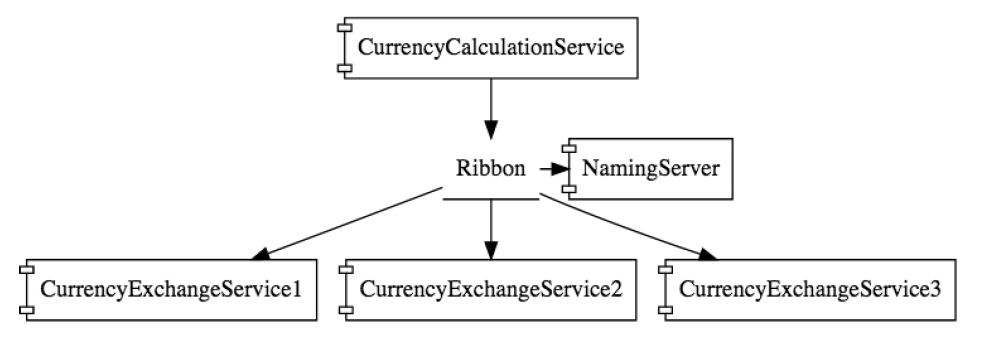 CurrencyCalculationService
Ribbon
NamingServer
CurrencyExchangeService1
CurrencyExchangeService2
CurrencyExchangeService3